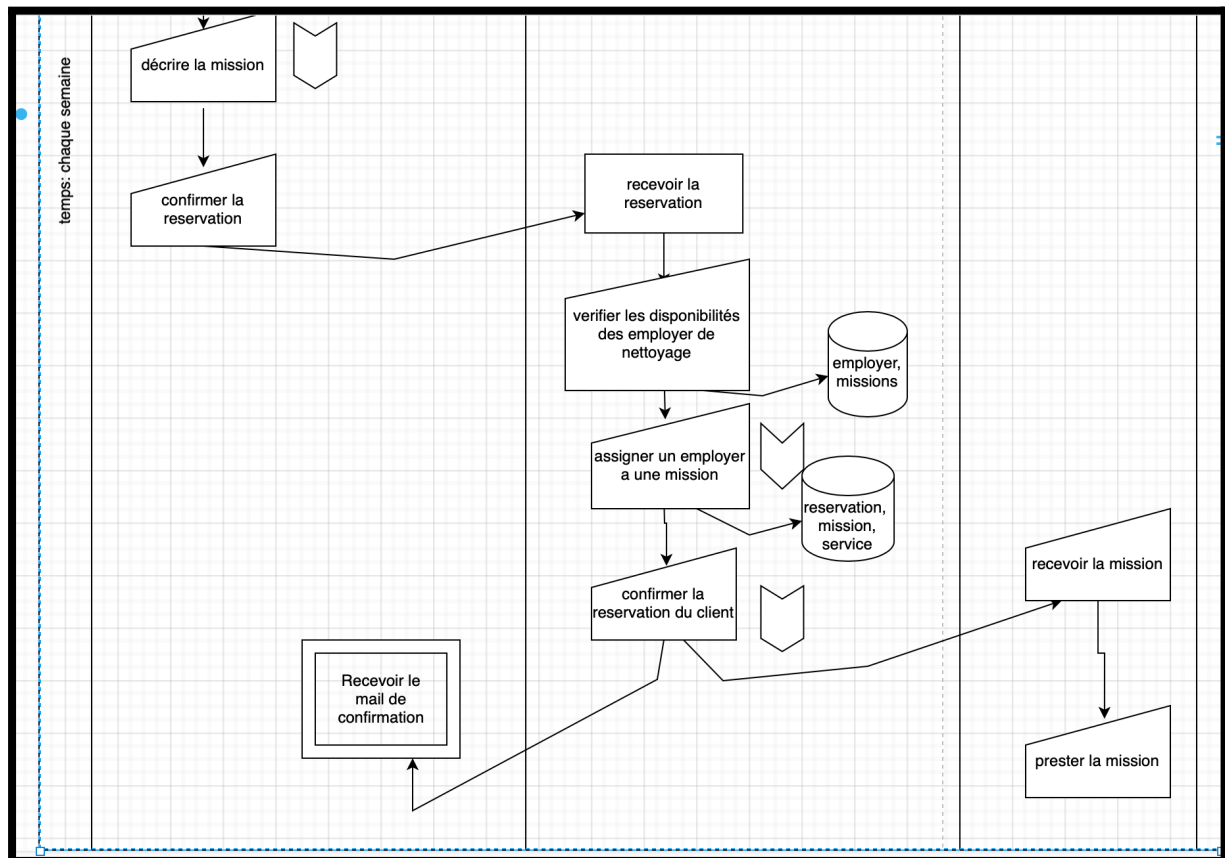 temps: chaque semaine
décrire la mission
confirmer la
reservation
recevoir la
reservation
verifier les disponibilités
des employer de
nettoyage
employer,
missions
assigner un employer
a une mission
reservation,
mission,
service
confirmer la
reservation du client
recevoir la mission
Recevoir le
mail de
confirmation
prester la mission